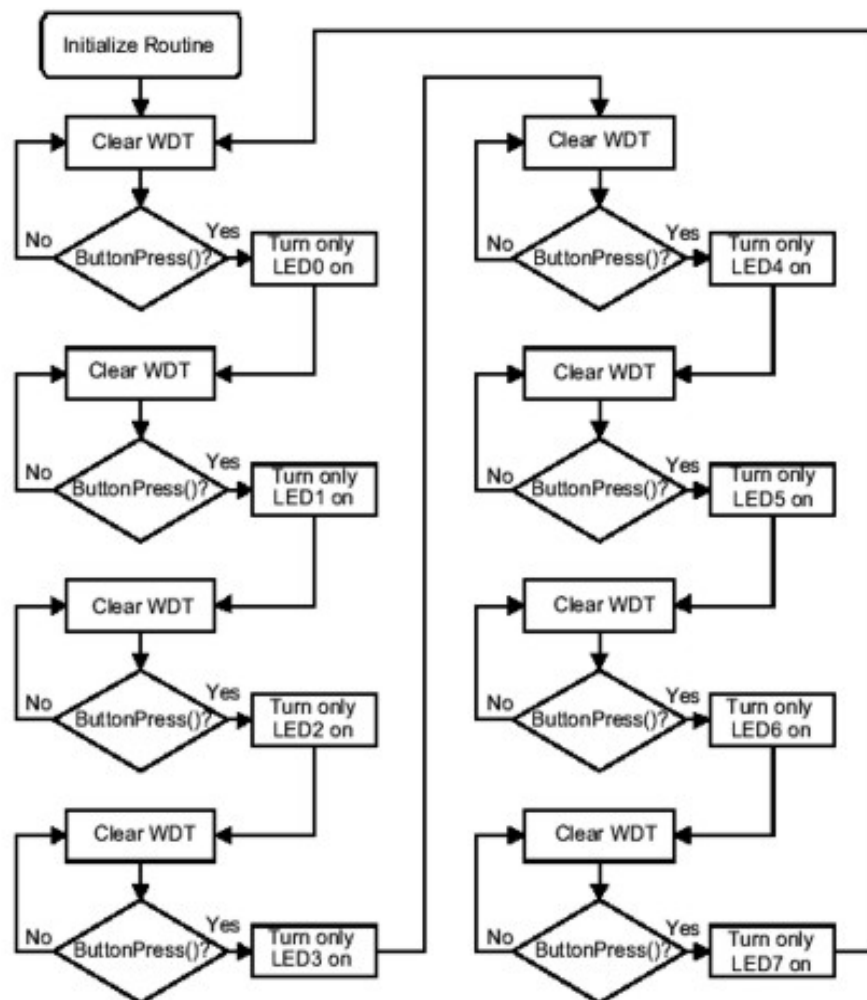 Initialize Routine
Clear WDT
ButtonPress()?
No
Yes
Turn only
LED0 on
Clear WDT
ButtonPress()?
No
Yes
Turn only
LED1 on
Clear WDT
ButtonPress()?
No
Yes
Turn only
LED2 on
Clear WDT
ButtonPress()?
No
Yes
Turn only
LED3 on
Clear WDT
ButtonPress()?
No
Yes
Turn only
LED4 on
Clear WDT
ButtonPress()?
No
Yes
Turn only
LED5 on
Clear WDT
ButtonPress()?
No
Yes
Turn only
LED6 on
Clear WDT
ButtonPress()?
No
Yes
Turn only
LED7 on